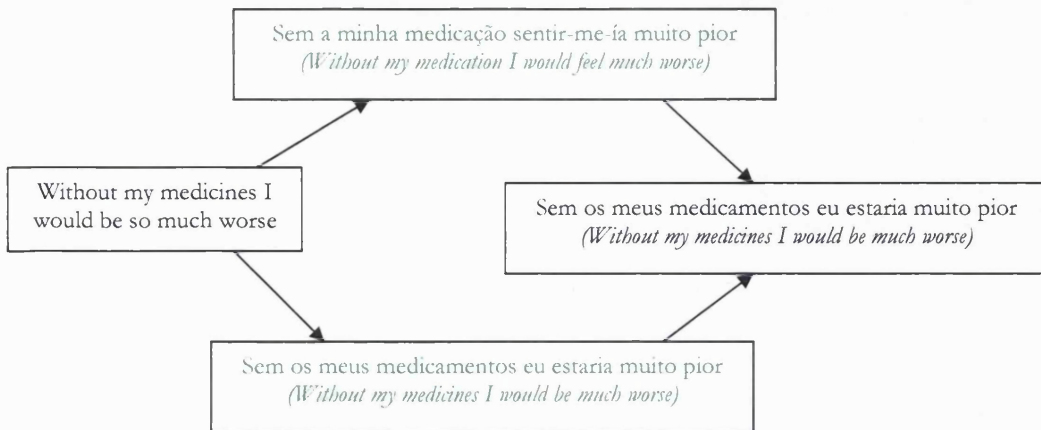 Sem a minha medicação sentir-me-ía muito pior
(Without my medication I would feel much worse)
Without my medicines I
would be so much worse
Sem os meus medicamentos eu estaria muito pior
(Without my medicines I would be much worse)
Sem os meus medicamentos eu estaria muito pior
(Without my medicines I would be much worse)